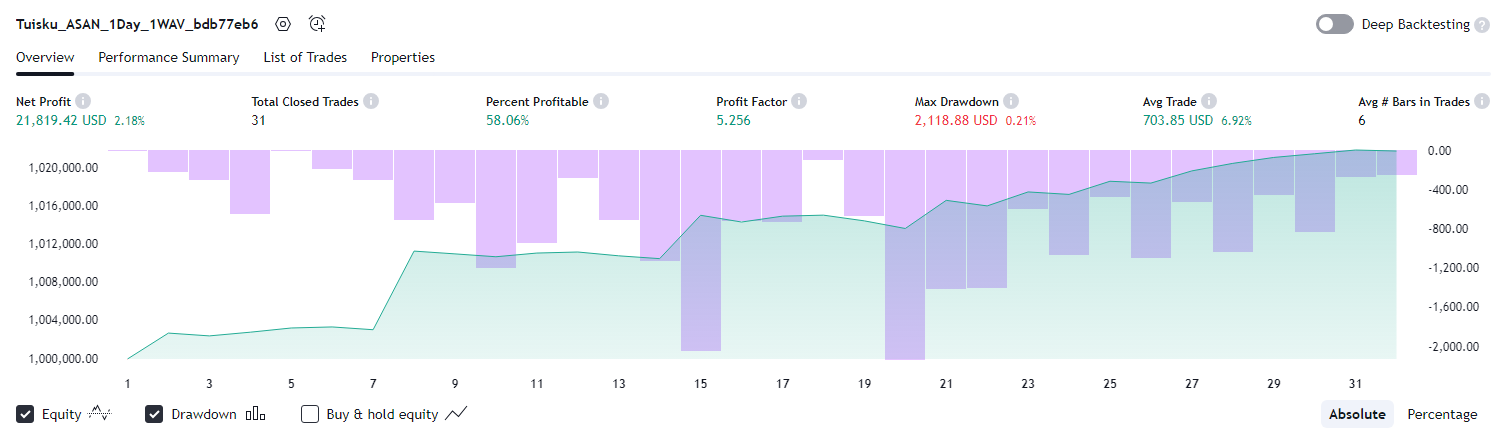 Tuisku_ASAN_1Day_1WAV_bdb77eb6 Deep Backtesting ?
Overview Performance Summary List of Trades Properties
Net Profit i Total Closed Trades i Percent Profitable i Profit Factor i Max Drawdown i Avg Trade i Avg # Bars in Trades i
21,819.42 USD 2.18% 31 58.06% 5.256 2,118.88 USD 0.21% 703.85 USD 6.92% 6
0.00
1,020,000.00
-400.00
1,016,000.00
-800.00
1,012,000.00
-1,200.00
1,008,000.00
-1,600.00
1,004,000.00
-2,000.00
1,000,000.00
1 3 5 7 9 11 13 15 17 19 21 23 25 27 29 31
Equity Drawdown Buy & hold equity Absolute Percentage